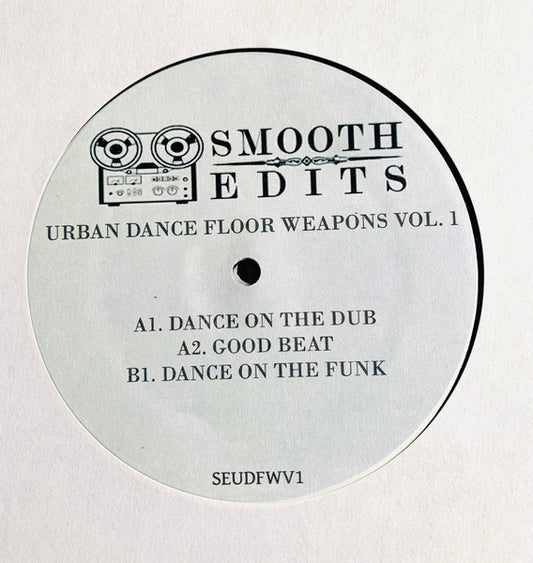 SMOOTH
EDITS
URBAN DANCE FLOOR WEAPONS VOL. 1
A1. DANCE ON THE DUB
A2. GOOD BEAT
B1. DANCE ON THE FUNK
SEUDFWV1